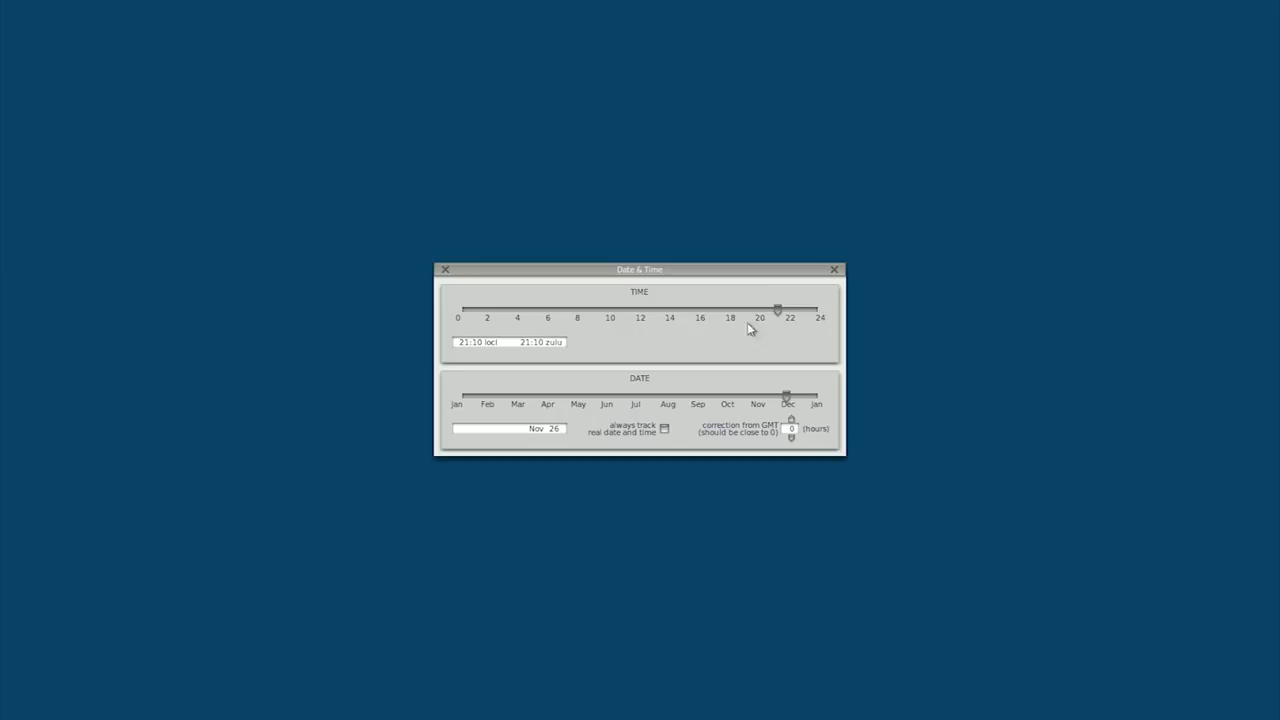 Date & Time
TIME
0 2 4 6 8 10 12 14 16 18 20 22 24
21:10 locl 21:10 zulu
DATE
Jan Feb Mar Apr May Jun Jul Aug Sep Oct Nov Dec Jan
Nov 26
always track
real date and time
correction from GMT
(should be close to 0)
0
(hours)